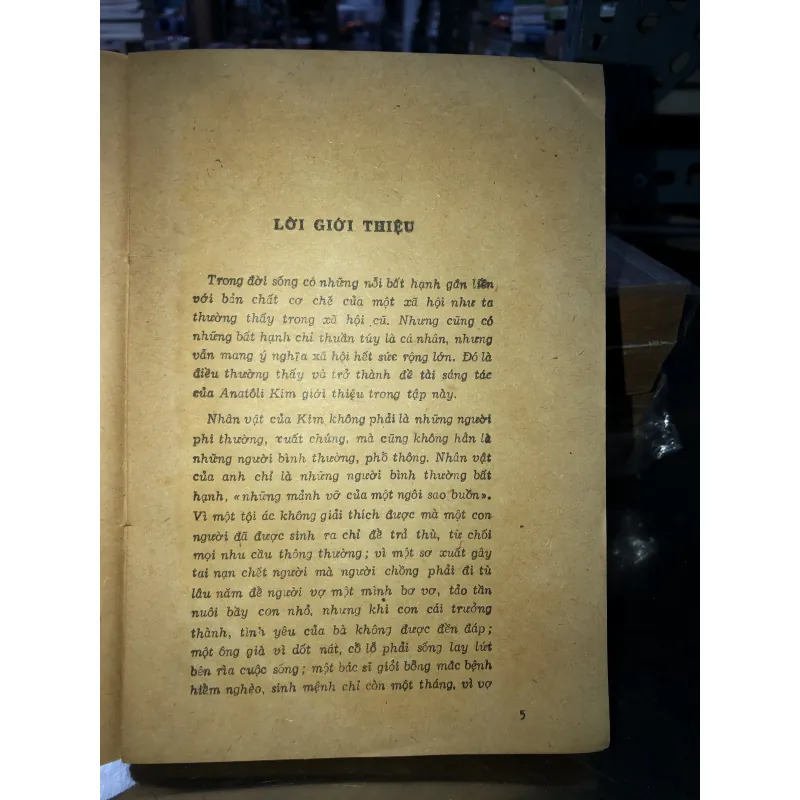 LỜI GIỚI THIỆU
Trong đời sống có những nỗi bất hạnh gắn liền
với bản chất cơ chế của một xã hội như ta
thường thấy trong xã hội cũ. Nhưng cũng có
những bất hạnh chỉ thuần túy là cá nhân, nhưng
vẫn mang ý nghĩa xã hội hết sức rộng lớn. Đó là
điều thường thấy và trở thành đề tài sáng tác
của Anatôli Kim giới thiệu trong tập này.
Nhân vật của Kim không phải là những người
phi thường, xuất chúng, mà cũng không hẳn là
những người bình thường, phổ thông. Nhân vật
của anh chỉ là những người bình thường bất
hạnh, «những mảnh vỡ của một ngôi sao buồn».
Vì một tội ác không giải thích được mà một con
người đã được sinh ra chỉ để trả thù, từ chối
mọi nhu cầu thông thường; vì một sơ xuất gây
tai nạn chết người mà người chồng phải đi tù
lâu năm để người vợ một mình bơ vơ, tảo tần
nuôi bầy con nhỏ, nhưng khi con cái trưởng
thành, tình yêu của bà không được đền đáp;
một ông già vì dốt nát, cổ lỗ phải sống lay lứt
bên rìa cuộc sống; một bác sĩ giỏi bỗng mắc bệnh
hiểm nghèo, sinh mệnh chỉ còn một tháng, vì vợ
5